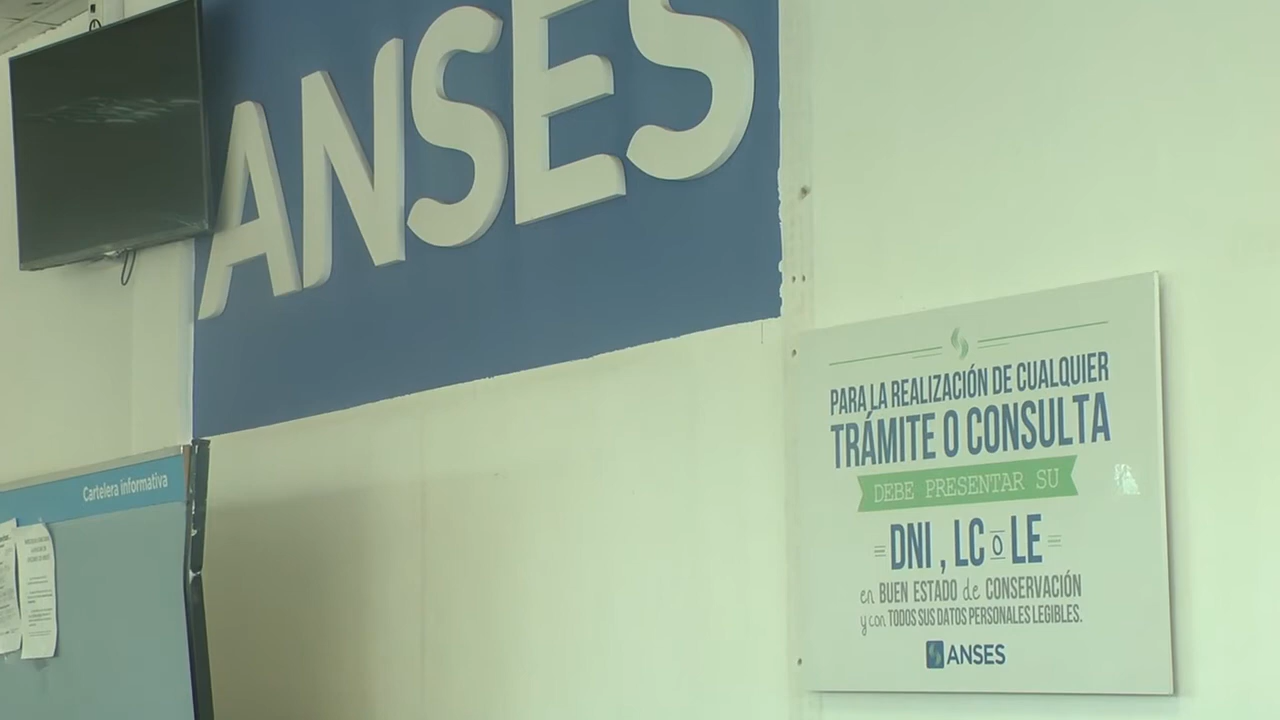 ANSES
Cartelera informativa
PARA LA REALIZACIÓN DE CUALQUIER
TRÁMITE O CONSULTA
DEBE PRESENTAR SU
DNI , LC o LE
en BUEN ESTADO de CONSERVACIÓN
y con TODOS SUS DATOS PERSONALES LEGIBLES.
ANSES